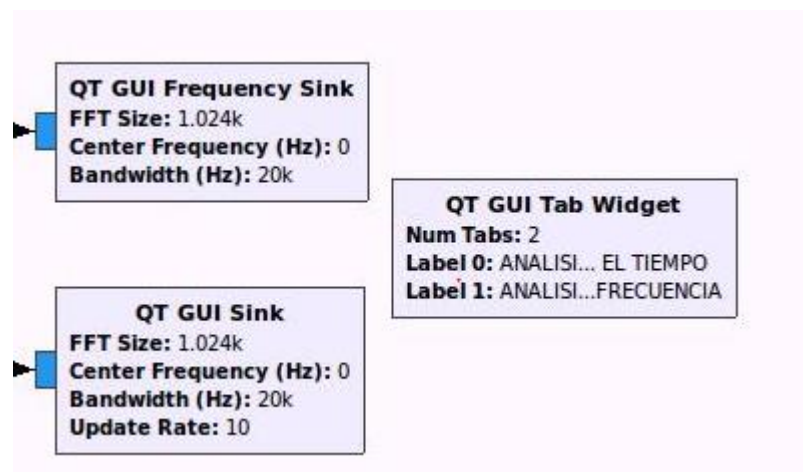 QT GUI Frequency Sink
FFT Size: 1.024k
Center Frequency (Hz): 0
Bandwidth (Hz): 20k
QT GUI Tab Widget
Num Tabs: 2
Label 0: ANALISI... EL TIEMPO
Label 1: ANALISI...FRECUENCIA
QT GUI Sink
FFT Size: 1.024k
Center Frequency (Hz): 0
Bandwidth (Hz): 20k
Update Rate: 10